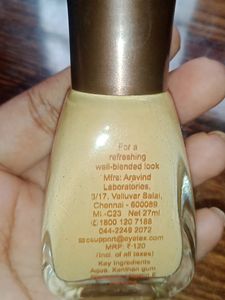 For a
refreshing
well-blended look
Mfrs: Aravind
Laboratories,
3/17, Valluvar Salai,
Chennai - 600089
ML-C23 Net 27ml
✆1800 120 7188
044-2249 2072
support@eyetex.com
MRP: ₹-120
(Incl. of all taxes)
Key Ingredients
Aqua, Xanthan gum